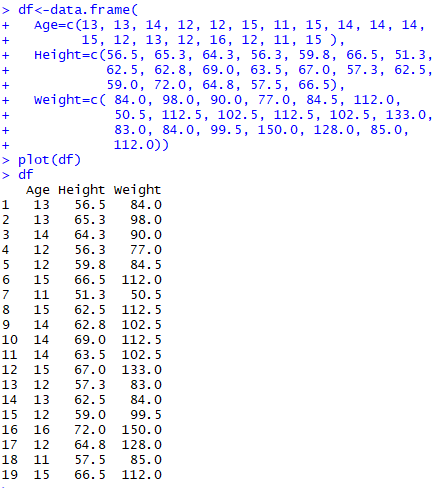 > df<-data.frame(
+   Age=c(13, 13, 14, 12, 12, 15, 11, 15, 14, 14, 14,
+         15, 12, 13, 12, 16, 12, 11, 15 ),
+   Height=c(56.5, 65.3, 64.3, 56.3, 59.8, 66.5, 51.3,
+            62.5, 62.8, 69.0, 63.5, 67.0, 57.3, 62.5,
+            59.0, 72.0, 64.8, 57.5, 66.5),
+   Weight=c( 84.0, 98.0, 90.0, 77.0, 84.5, 112.0,
+             50.5, 112.5, 102.5, 112.5, 102.5, 133.0,
+             83.0, 84.0, 99.5, 150.0, 128.0, 85.0,
+             112.0))
> plot(df)
> df
   Age Height Weight
1   13   56.5   84.0
2   13   65.3   98.0
3   14   64.3   90.0
4   12   56.3   77.0
5   12   59.8   84.5
6   15   66.5  112.0
7   11   51.3   50.5
8   15   62.5  112.5
9   14   62.8  102.5
10  14   69.0  112.5
11  14   63.5  102.5
12  15   67.0  133.0
13  12   57.3   83.0
14  13   62.5   84.0
15  12   59.0   99.5
16  16   72.0  150.0
17  12   64.8  128.0
18  11   57.5   85.0
19  15   66.5  112.0